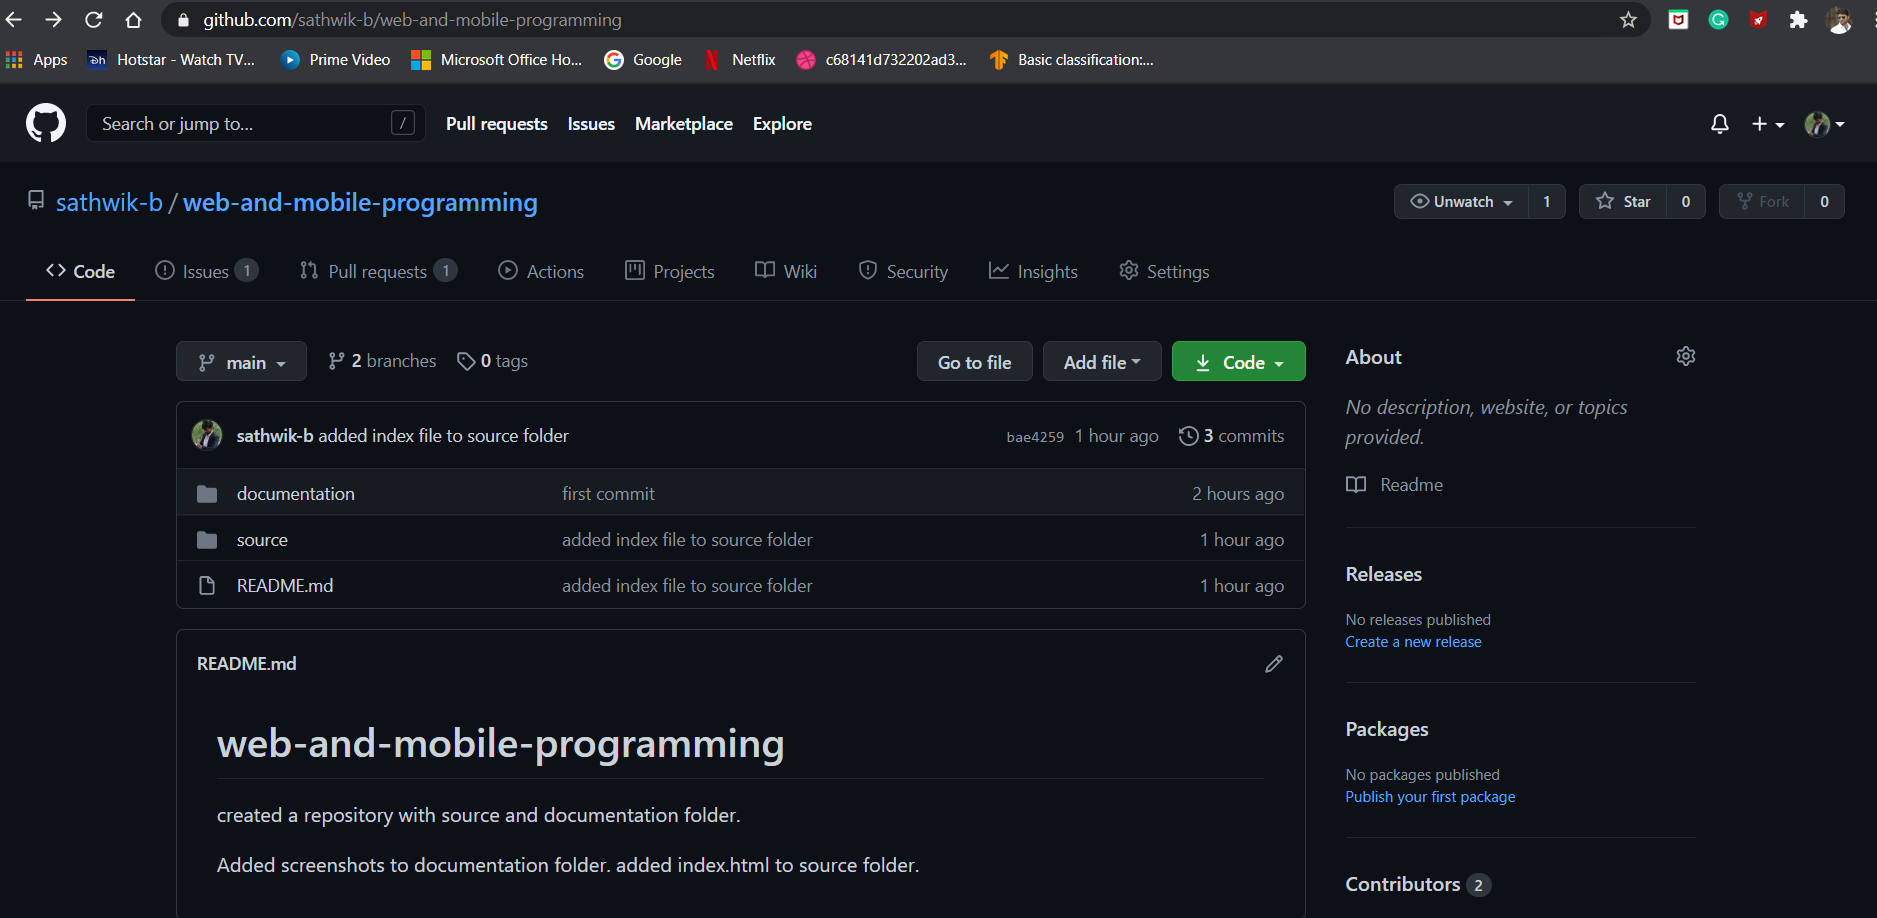 github.com/sathwik-b/web-and-mobile-programming
Apps Hotstar - Watch TV... Prime Video Microsoft Office Ho... Google Netflix c68141d732202ad3... Basic classification:...
Search or jump to... / Pull requests Issues Marketplace Explore
sathwik-b / web-and-mobile-programming Unwatch 1 Star 0 Fork 0
Code Issues 1 Pull requests 1 Actions Projects Wiki Security Insights Settings
main 2 branches 0 tags Go to file Add file Code
About
No description, website, or topics
provided.
Readme
sathwik-b added index file to source folder bae4259 1 hour ago 3 commits
documentation first commit 2 hours ago
source added index file to source folder 1 hour ago
README.md added index file to source folder 1 hour ago
Releases
No releases published
Create a new release
README.md
web-and-mobile-programming
created a repository with source and documentation folder.
Added screenshots to documentation folder. added index.html to source folder.
Packages
No packages published
Publish your first package
Contributors 2